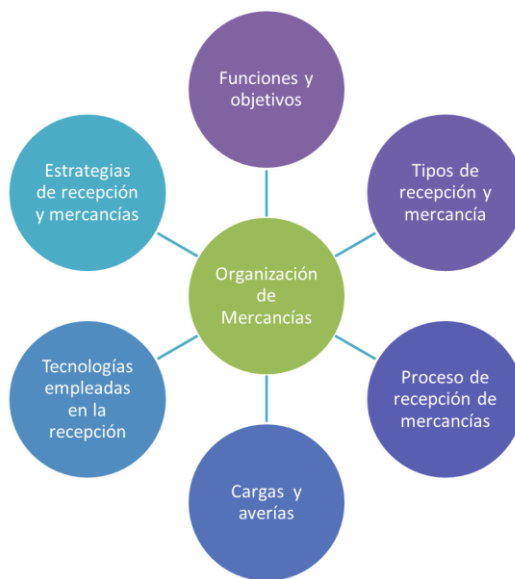 Funciones y
objetivos
Estrategias
de recepción
y mercancías
Tipos de
recepción y
mercancía
Organización
de
Mercancías
Tecnologías
empleadas
en la
recepción
Proceso de
recepción de
mercancías
Cargas y
averías